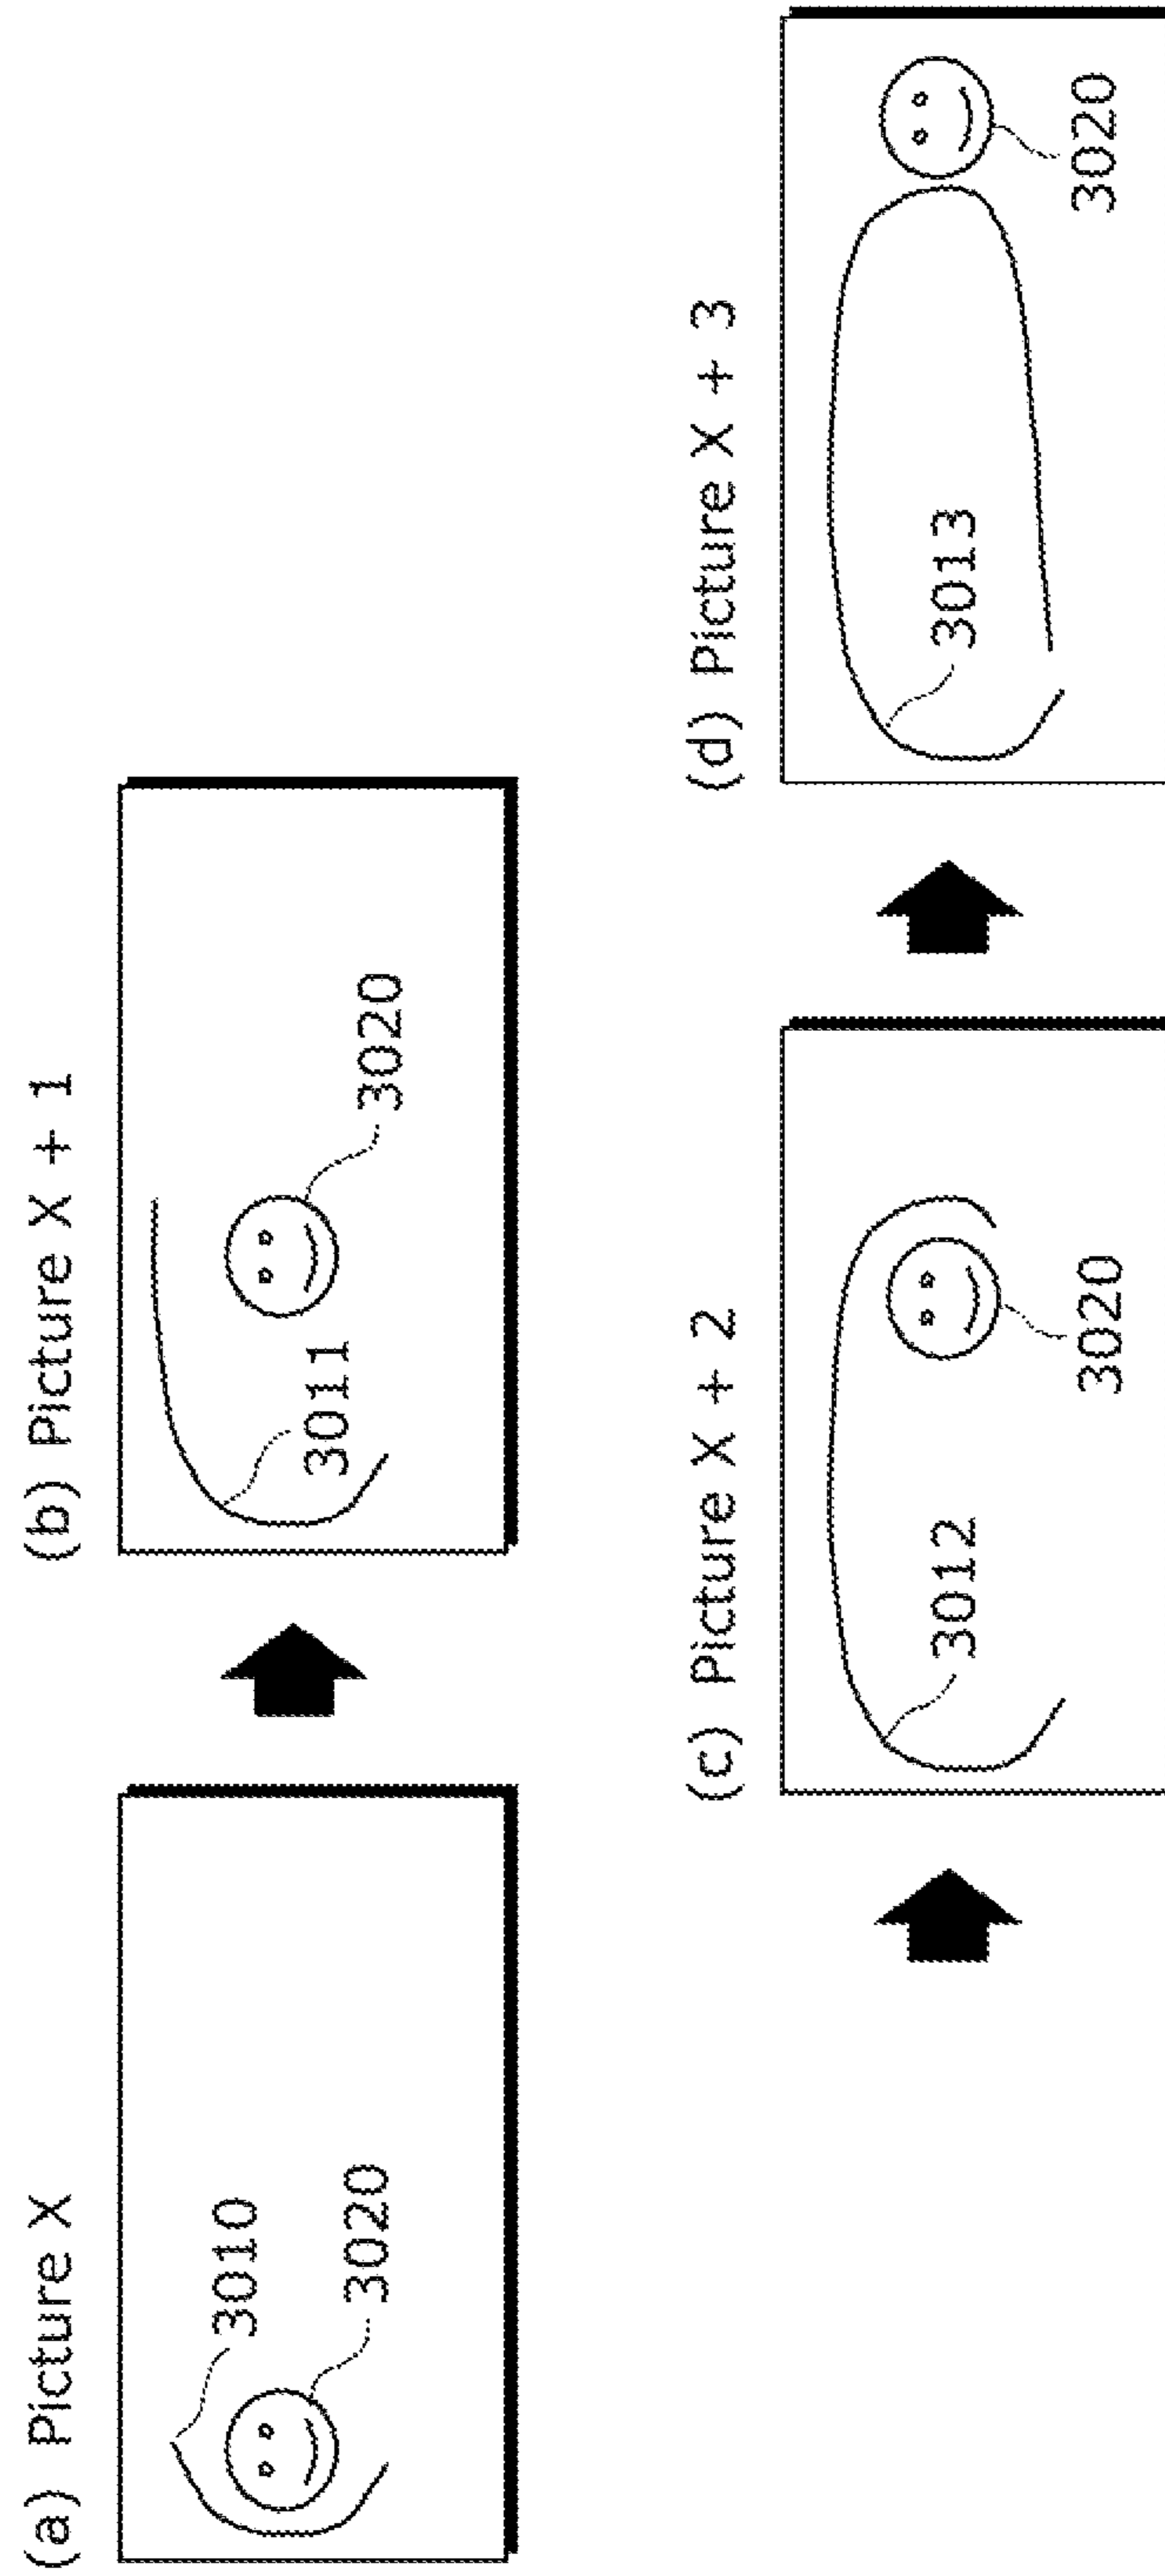 (a) Picture X
3010
3020
(b) Picture X + 1
3011
3020
(c) Picture X + 2
3012
3020
(d) Picture X + 3
3013
3020